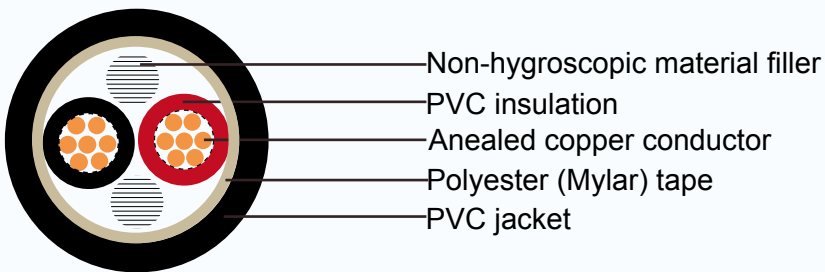 Non-hygroscopic material filler
PVC insulation
Anealed copper conductor
Polyester (Mylar) tape
PVC jacket